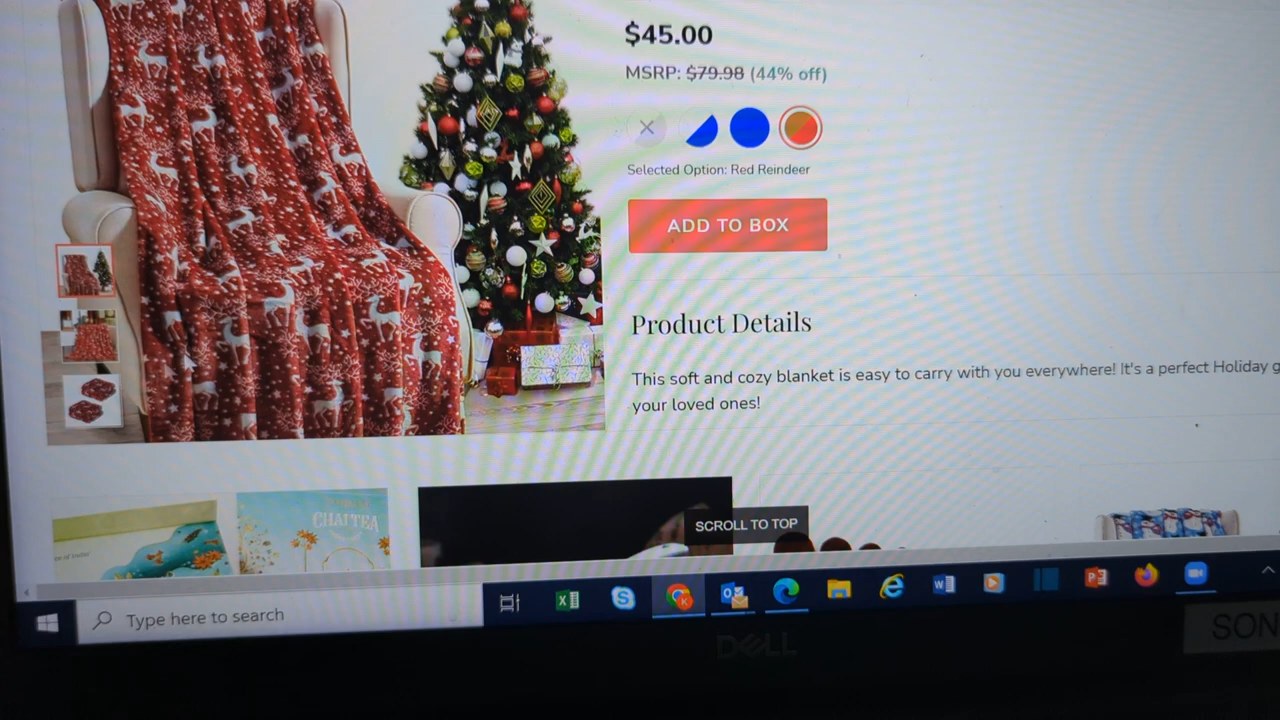 $45.00
MSRP: $79.98 (44% off)
Selected Option: Red Reindeer
ADD TO BOX
Product Details
This soft and cozy blanket is easy to carry with you everywhere! It's a perfect Holiday g
your loved ones!
CHAI TEA
SCROLL TO TOP
Type here to search
DELL
SON